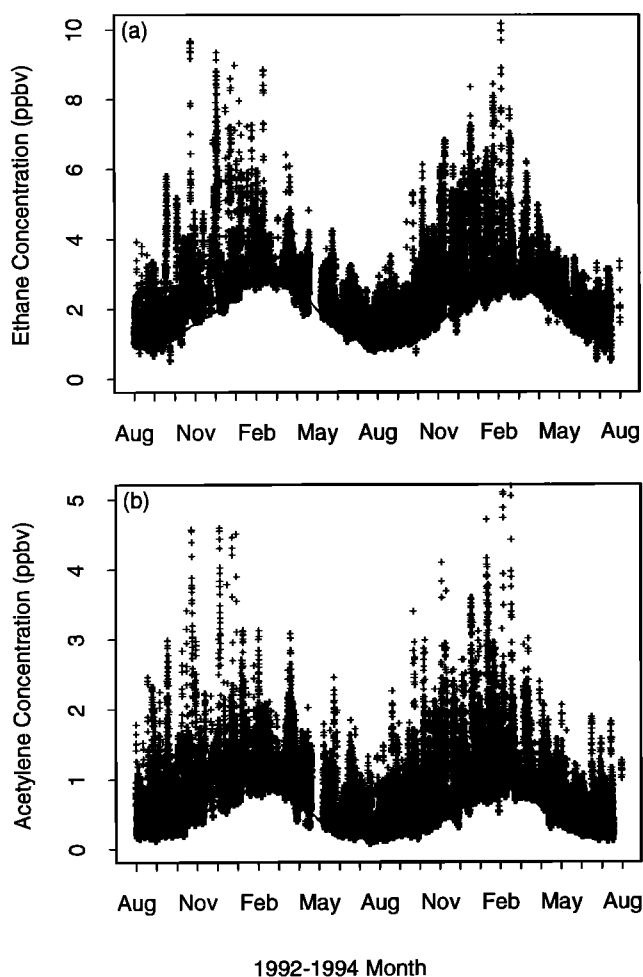 (a)
Ethane Concentration (ppbv)
10
8
6
4
2
0
Aug Nov Feb May Aug Nov Feb May Aug
(b)
Acetylene Concentration (ppbv)
5
4
3
2
1
0
Aug Nov Feb May Aug Nov Feb May Aug
1992-1994 Month